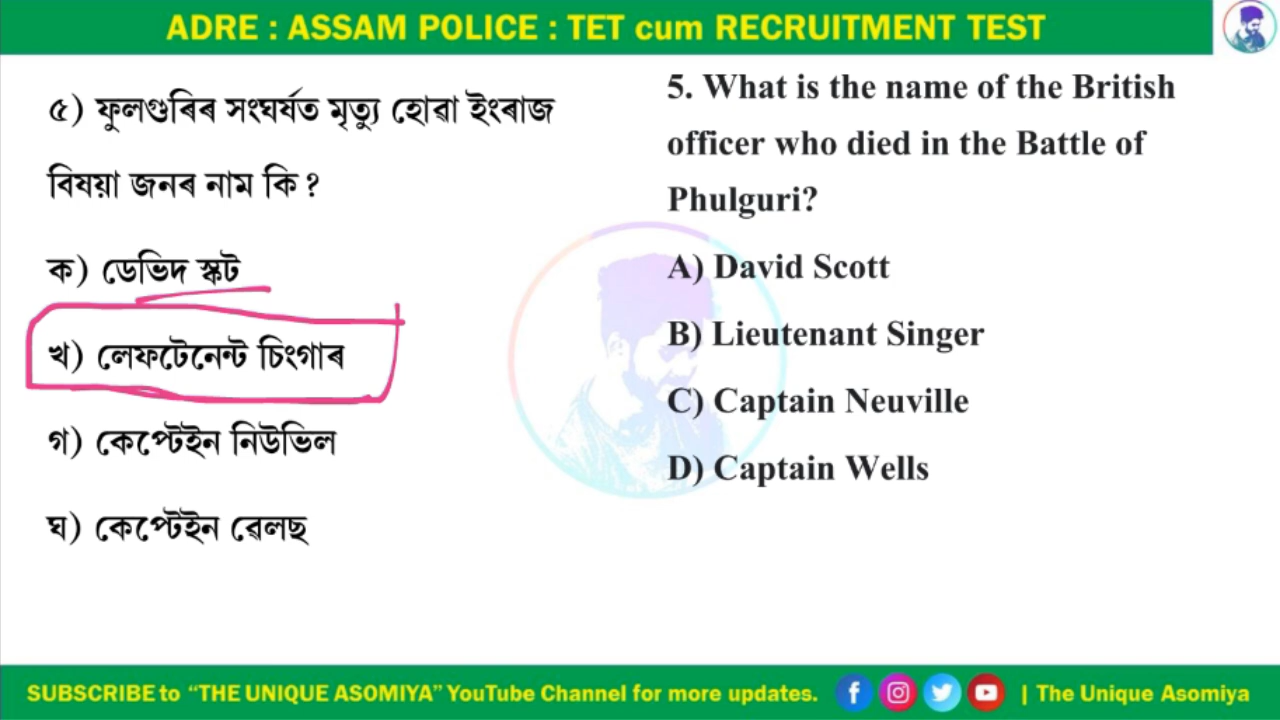 ADRE : ASSAM POLICE : TET cum RECRUITMENT TEST
৫) ফুলগুৰিৰ সংঘৰ্ষত মৃত্যু হোৱা ইংৰাজ
বিষয়া জনৰ নাম কি ?
ক) ডেভিদ স্কট
খ) লেফটেনেন্ট চিংগাৰ
গ) কেপ্টেইন নিউভিল
ঘ) কেপ্টেইন ৱেলছ
5. What is the name of the British
officer who died in the Battle of
Phulguri?
A) David Scott
B) Lieutenant Singer
C) Captain Neuville
D) Captain Wells
SUBSCRIBE to “THE UNIQUE ASOMIYA” YouTube Channel for more updates. | The Unique Asomiya